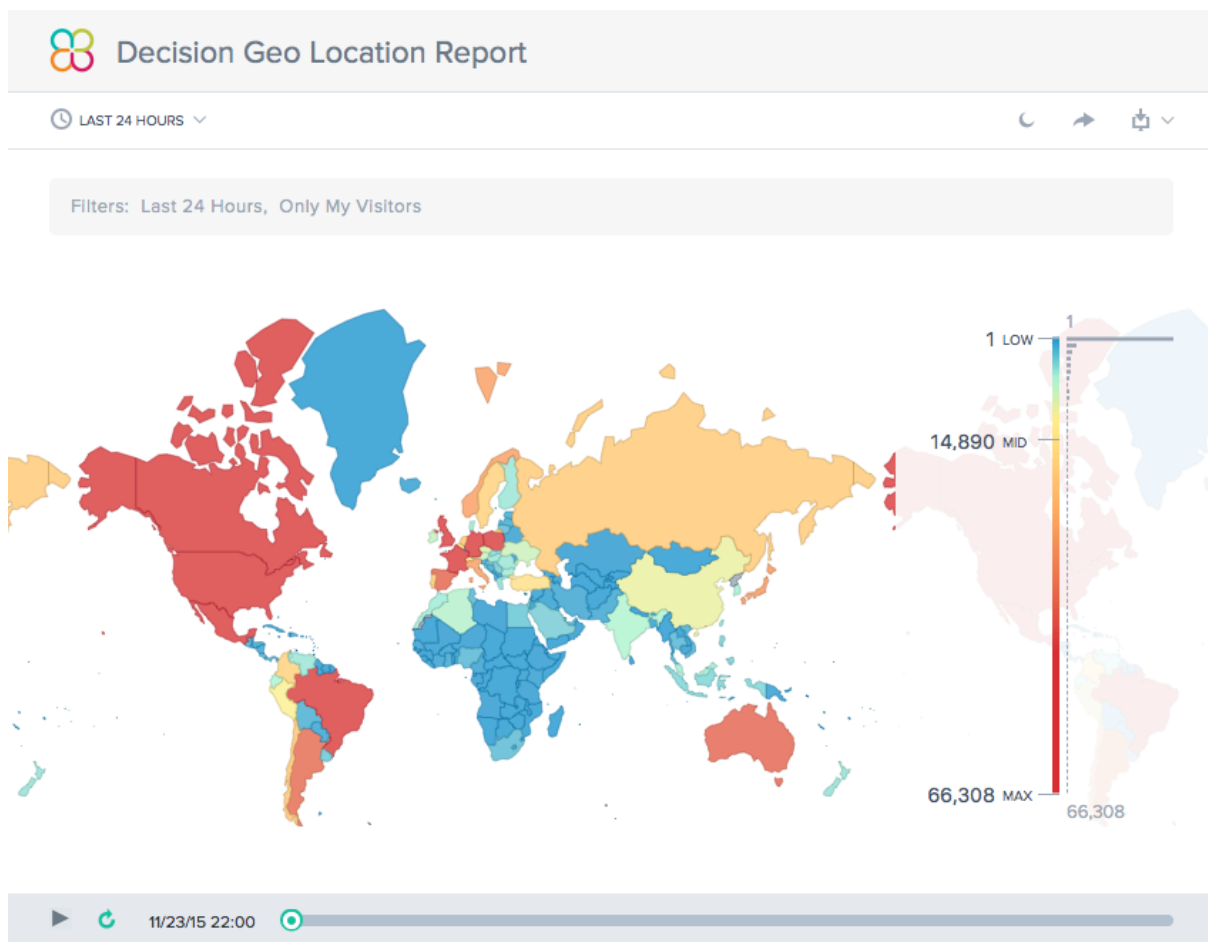 Decision Geo Location Report
LAST 24 HOURS
Filters: Last 24 Hours, Only My Visitors
1
1 LOW
14,890 MID
66,308 MAX
66,308
11/23/15 22:00